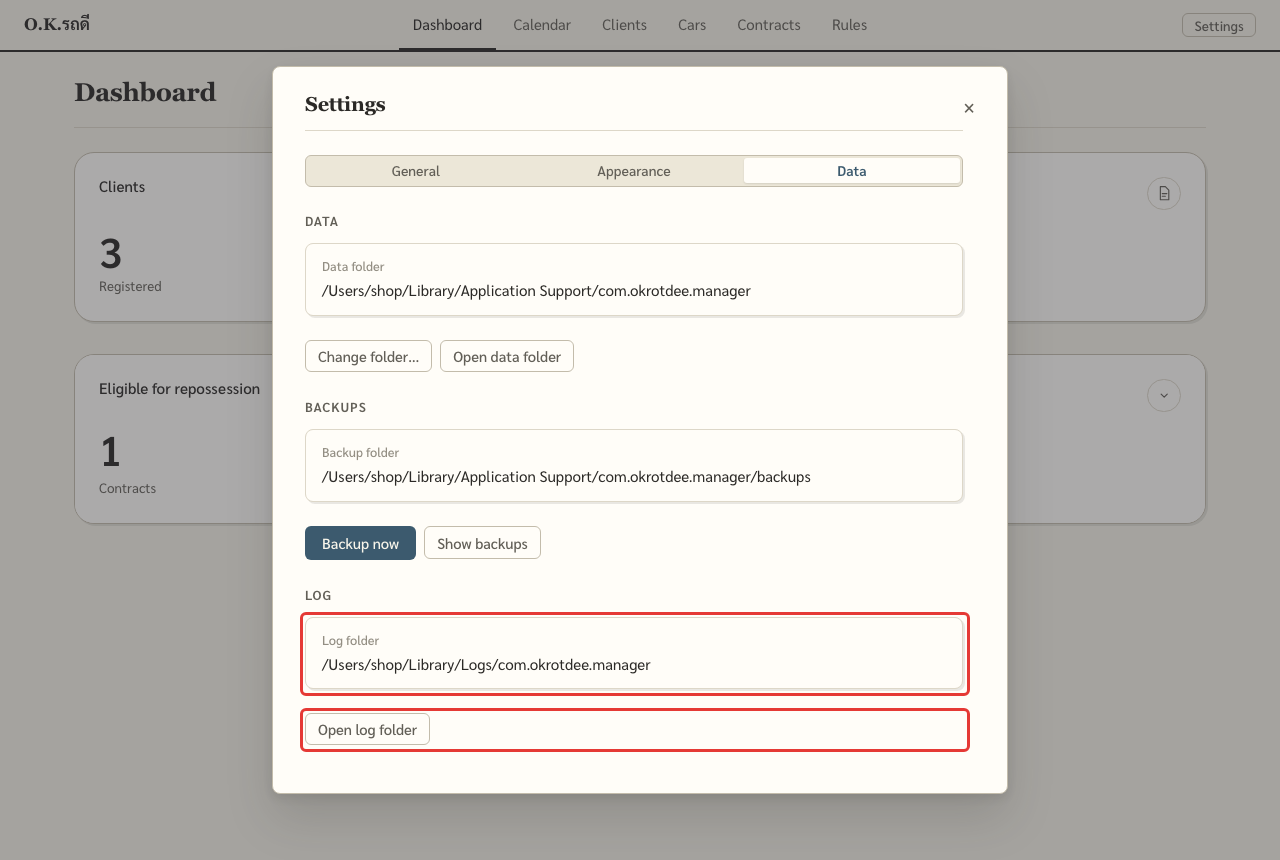 O.K.รถดี
Dashboard
Calendar
Clients
Cars
Contracts
Rules
Settings
Dashboard
Clients
3
Registered
Eligible for repossession
1
Contracts
Settings
×
General
Appearance
Data
DATA
Data folder
/Users/shop/Library/Application Support/com.okrotdee.manager
Change folder...
Open data folder
BACKUPS
Backup folder
/Users/shop/Library/Application Support/com.okrotdee.manager/backups
Backup now
Show backups
LOG
Log folder
/Users/shop/Library/Logs/com.okrotdee.manager
Open log folder